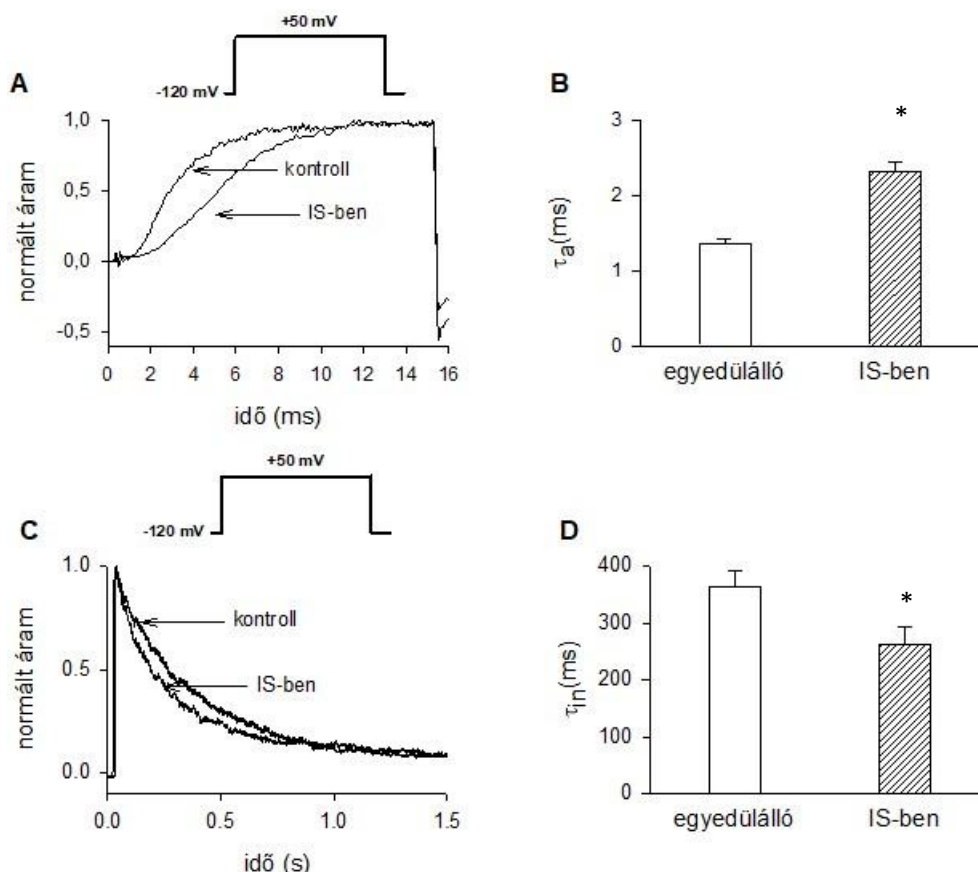 +50 mV
-120 mV
A
normált áram
1,0
0,5
0,0
-0,5
kontroll
IS-ben
0 2 4 6 8 10 12 14 16
idő (ms)
B
*
τa(ms)
3
2
1
0
egyedülálló IS-ben
+50 mV
-120 mV
C
normált áram
1.0
0.5
0.0
kontroll
IS-ben
0.0 0.5 1.0 1.5
idő (s)
D
*
τin(ms)
400
300
200
100
0
egyedülálló IS-ben